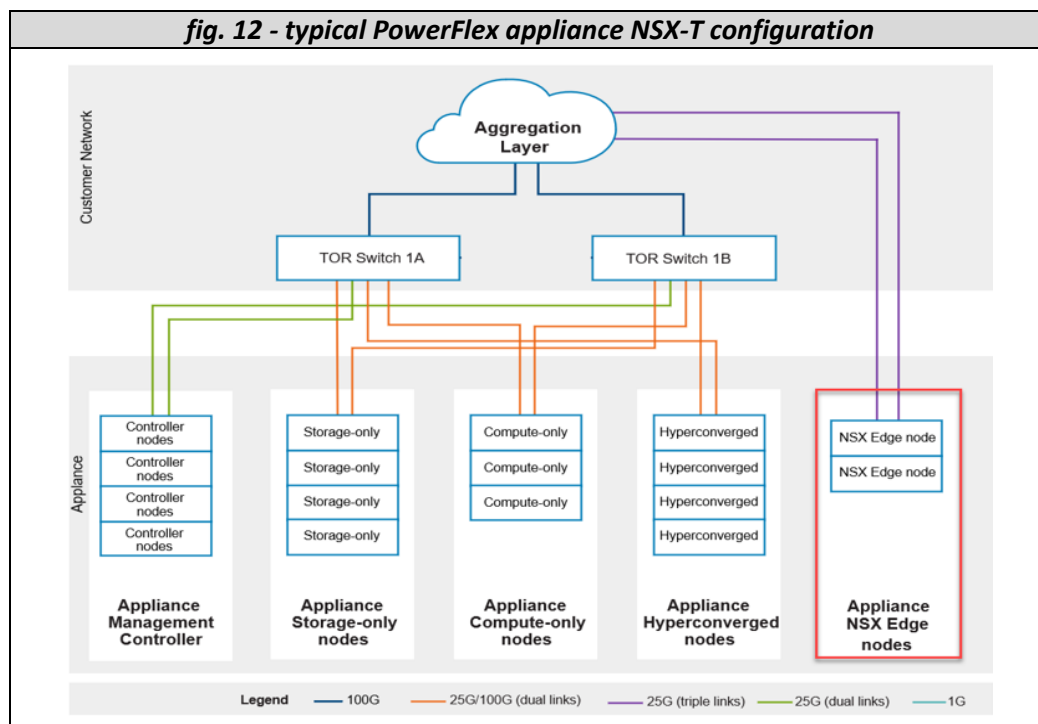 fig. 12 - typical PowerFlex appliance NSX-T configuration
Customer Network
Aggregation
Layer
TOR Switch 1A
TOR Switch 1B
Appliance
Controller
nodes
Controller
nodes
Controller
nodes
Controller
nodes
Appliance
Management
Controller
Storage-only
Storage-only
Storage-only
Storage-only
Appliance
Storage-only
nodes
Compute-only
Compute-only
Compute-only
Appliance
Compute-only
nodes
Hyperconverged
Hyperconverged
Hyperconverged
Hyperconverged
Appliance
Hyperconverged
nodes
NSX Edge node
NSX Edge node
Appliance
NSX Edge
nodes
Legend 100G 25G/100G (dual links) 25G (triple links) 25G (dual links) 1G